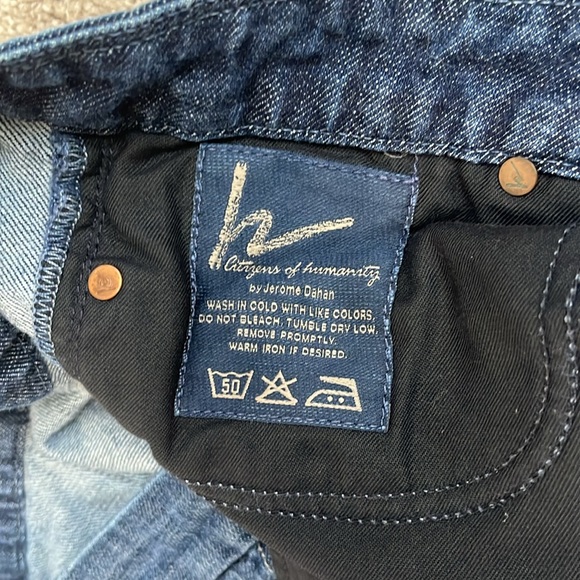 h
Citizens of humanity
by Jerome Dahan
WASH IN COLD WITH LIKE COLORS,
DO NOT BLEACH, TUMBLE DRY LOW,
REMOVE PROMPTLY.
WARM IRON IF DESIRED.
50